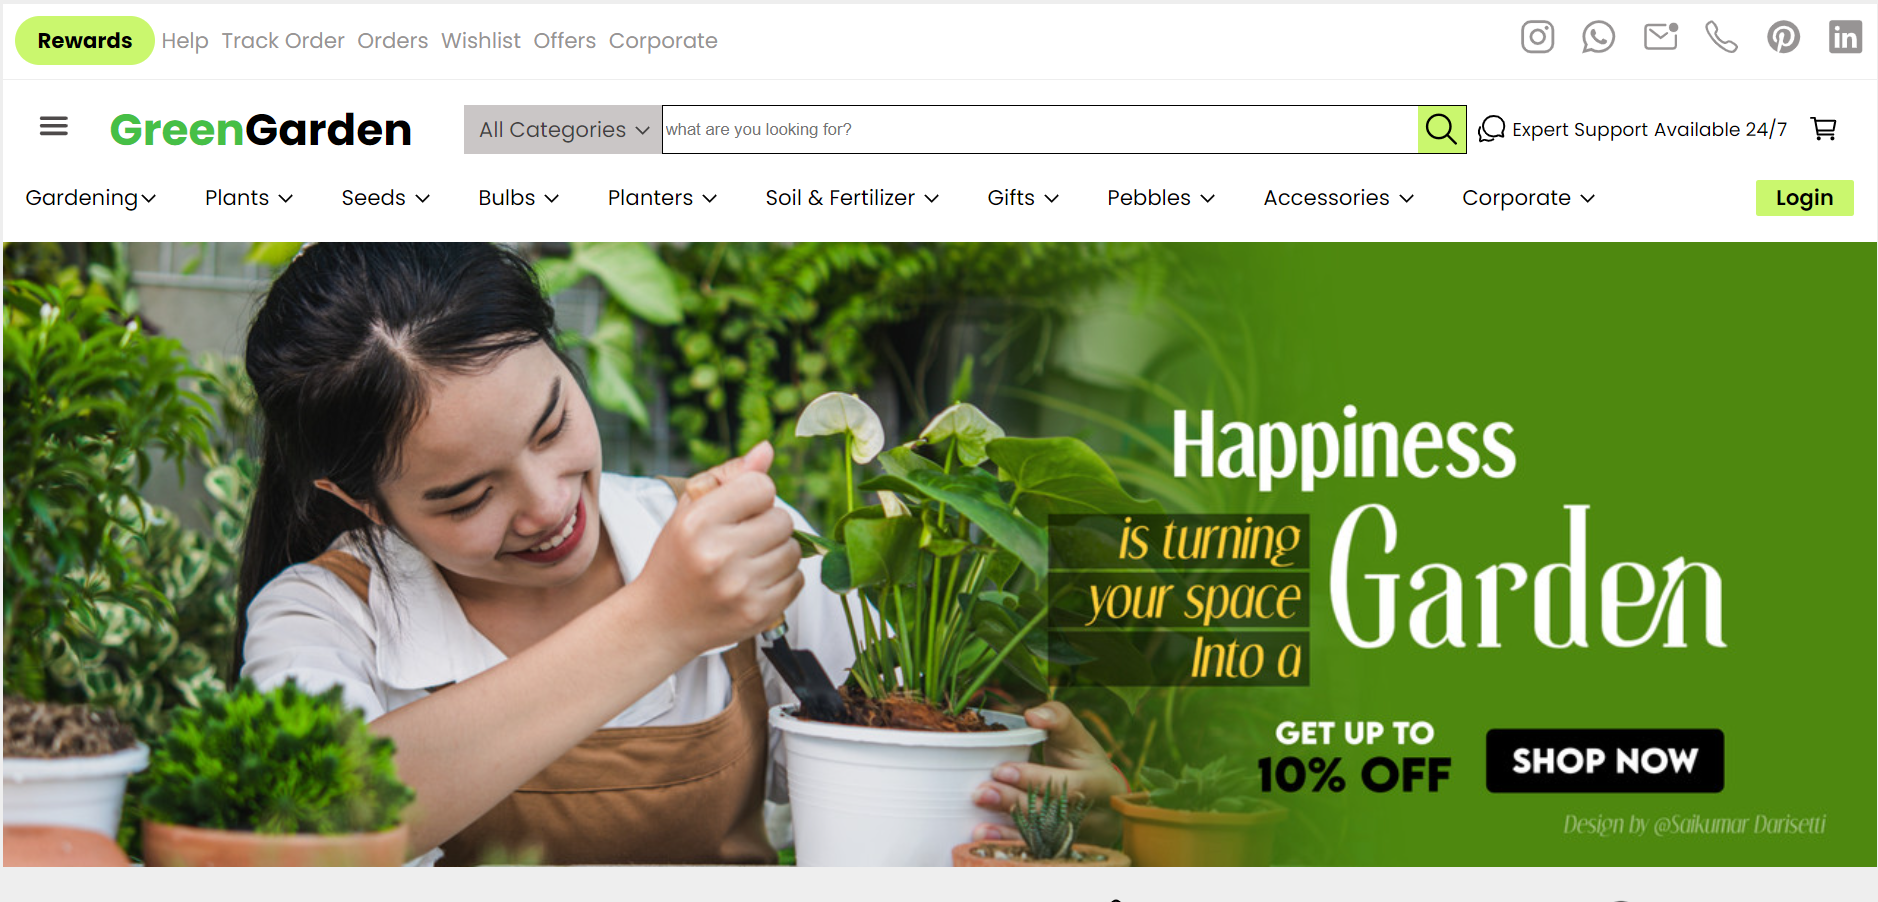 Rewards Help Track Order Orders Wishlist Offers Corporate
GreenGarden All Categories what are you looking for? Expert Support Available 24/7
Gardening Plants Seeds Bulbs Planters Soil & Fertilizer Gifts Pebbles Accessories Corporate Login
Happiness
is turning
your space
Into a
Garden
GET UP TO
10% OFF
SHOP NOW
Design by @Saikumar Darisetti